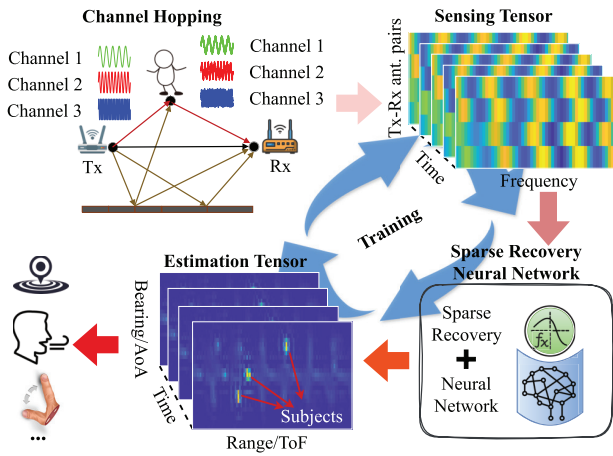 Channel Hopping
Channel 1
Channel 2
Channel 3
Channel 1
Channel 2
Channel 3
Tx
Rx
Sensing Tensor
Tx-Rx ant. pairs
Time
Frequency
Training
Sparse Recovery
Neural Network
Sparse
Recovery
+
Neural
Network
f(x)
Estimation Tensor
Bearing/AoA
Time
Subjects
Range/ToF
...